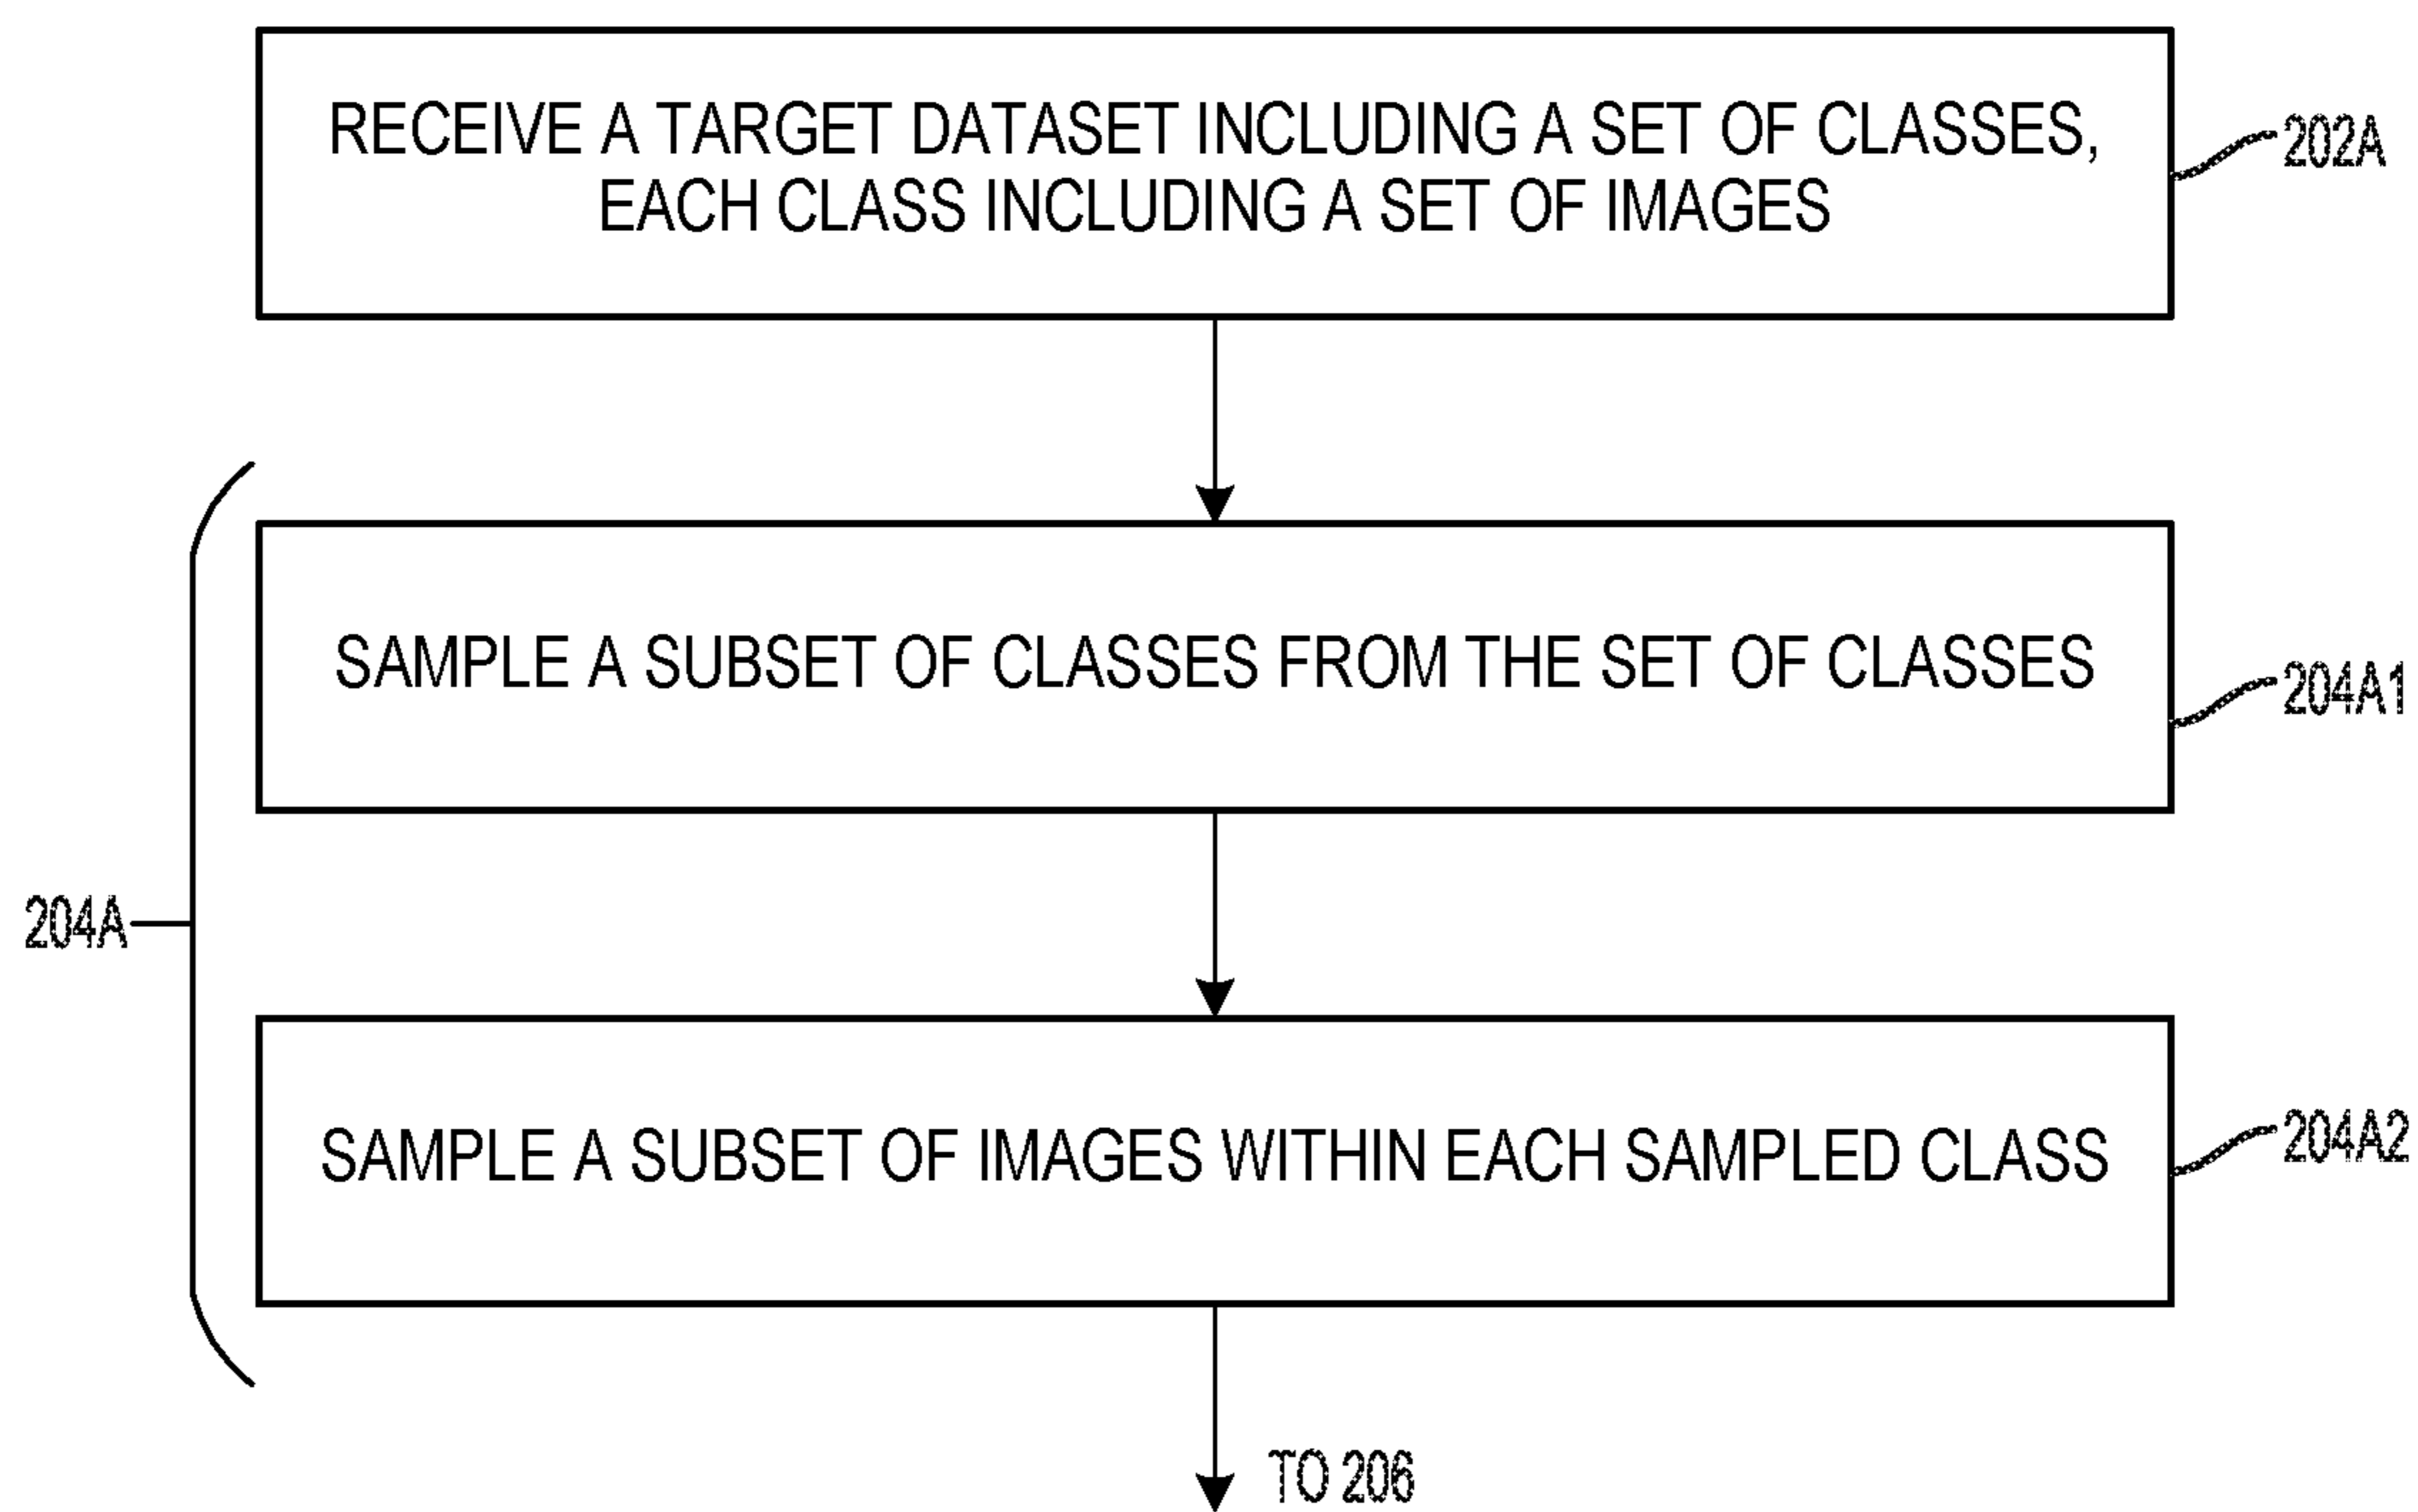 RECEIVE A TARGET DATASET INCLUDING A SET OF CLASSES,
EACH CLASS INCLUDING A SET OF IMAGES
202A
SAMPLE A SUBSET OF CLASSES FROM THE SET OF CLASSES
204A1
204A
SAMPLE A SUBSET OF IMAGES WITHIN EACH SAMPLED CLASS
204A2
TO 206